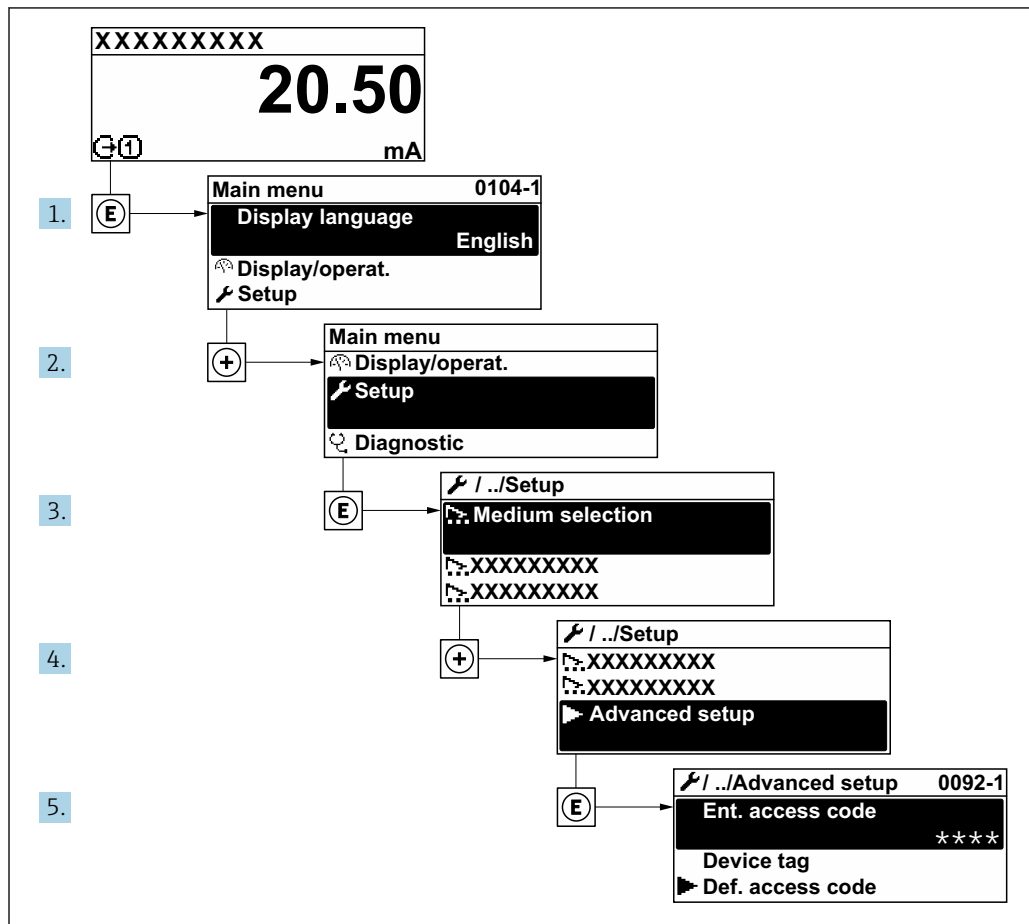 XXXXXXXXX
20.50
1 mA
1. E
Main menu 0104-1
Display language
English
Display/operat.
Setup
2. +
Main menu
Display/operat.
Setup
Diagnostic
3. E
/ ../Setup
Medium selection
XXXXXXXXX
XXXXXXXXX
4. +
/ ../Setup
XXXXXXXXX
XXXXXXXXX
Advanced setup
5. E
/ ../Advanced setup 0092-1
Ent. access code
****
Device tag
Def. access code